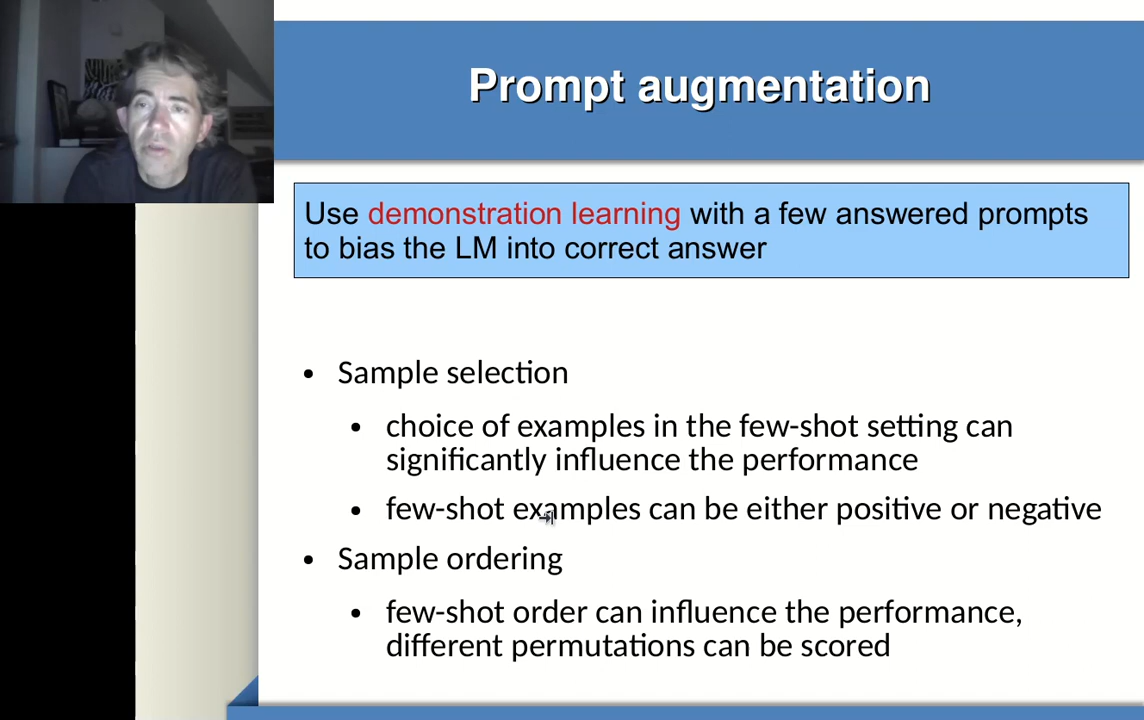 Prompt augmentation
Use demonstration learning with a few answered prompts
to bias the LM into correct answer
• Sample selection
• choice of examples in the few-shot setting can
significantly influence the performance
• few-shot examples can be either positive or negative
• Sample ordering
• few-shot order can influence the performance,
different permutations can be scored